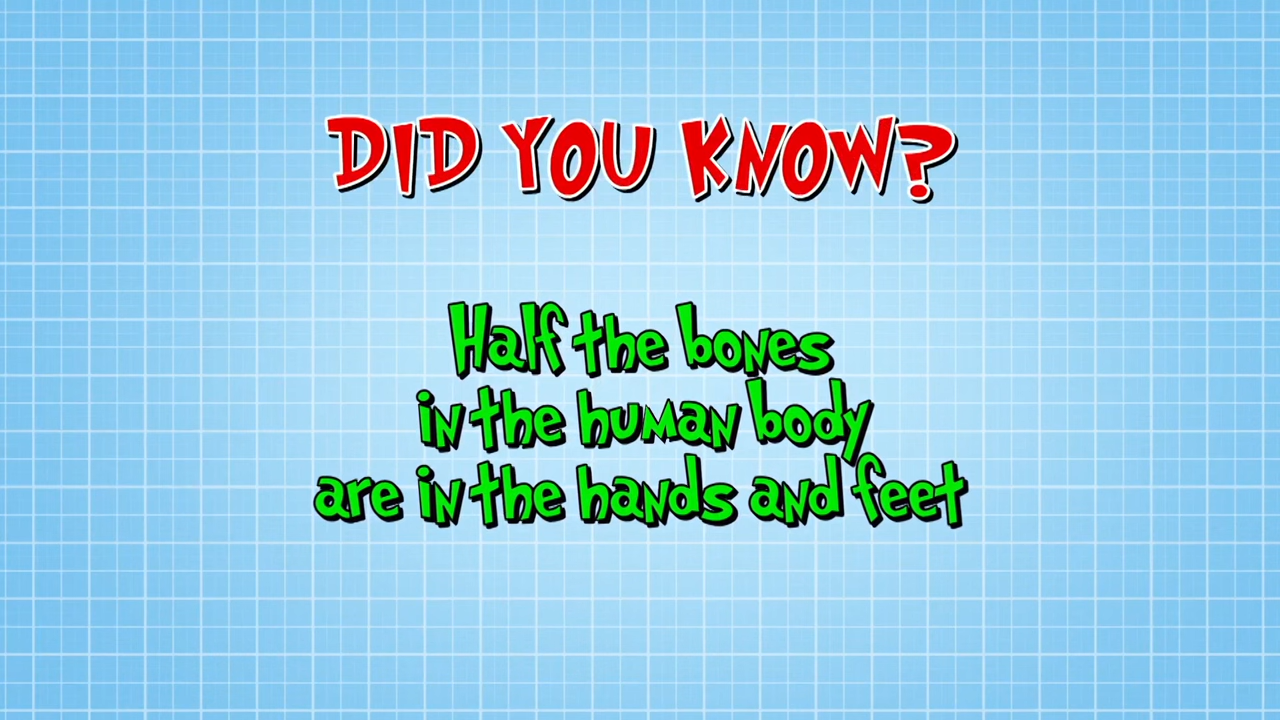 DID YOU KNOW?
Half the bones
in the human body
are in the hands and feet